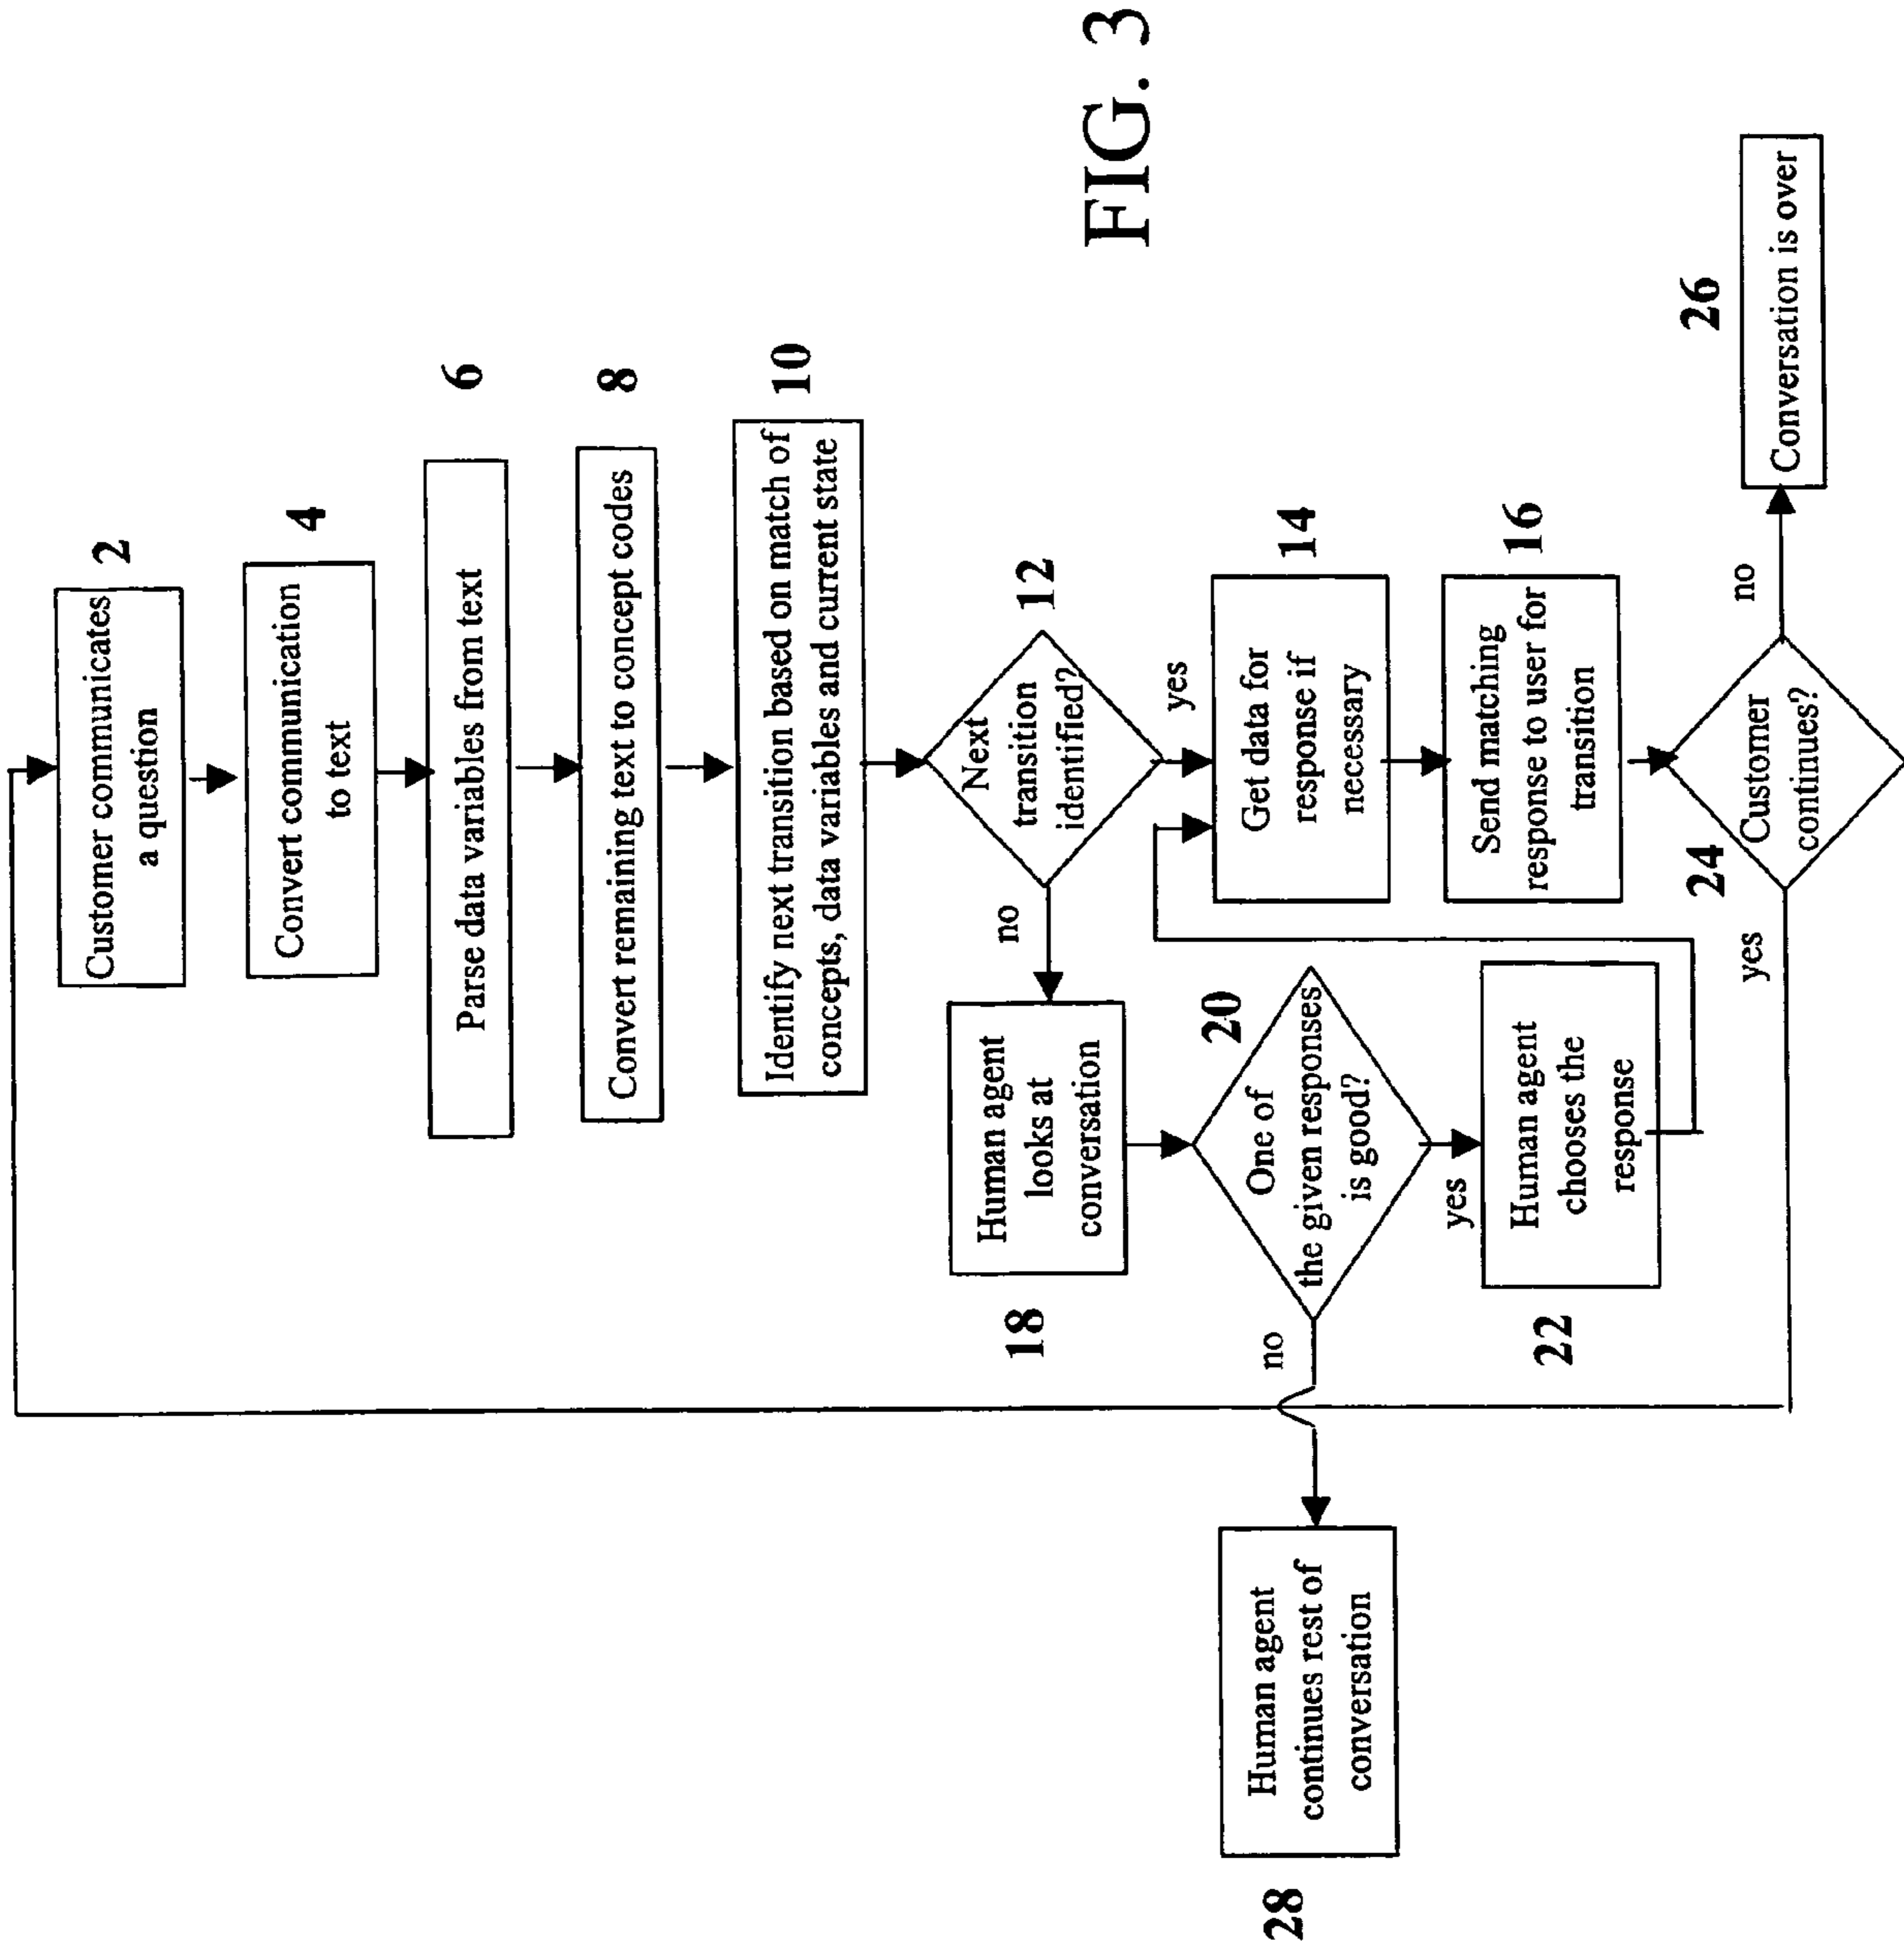 Customer communicates
a question
2
Convert communication
to text
4
Parse data variables from text
6
Convert remaining text to concept codes
8
Identify next transition based on match of
concepts, data variables and current state
10
Next
transition
identified?
12
yes
no
Get data for
response if
necessary
14
Send matching
response to user for
transition
16
Human agent
looks at
conversation
18
One of
the given responses
is good?
20
yes
no
Human agent
chooses the
response
22
Customer
continues?
24
yes
no
Conversation is over
26
Human agent
continues rest of
conversation
28
FIG. 3